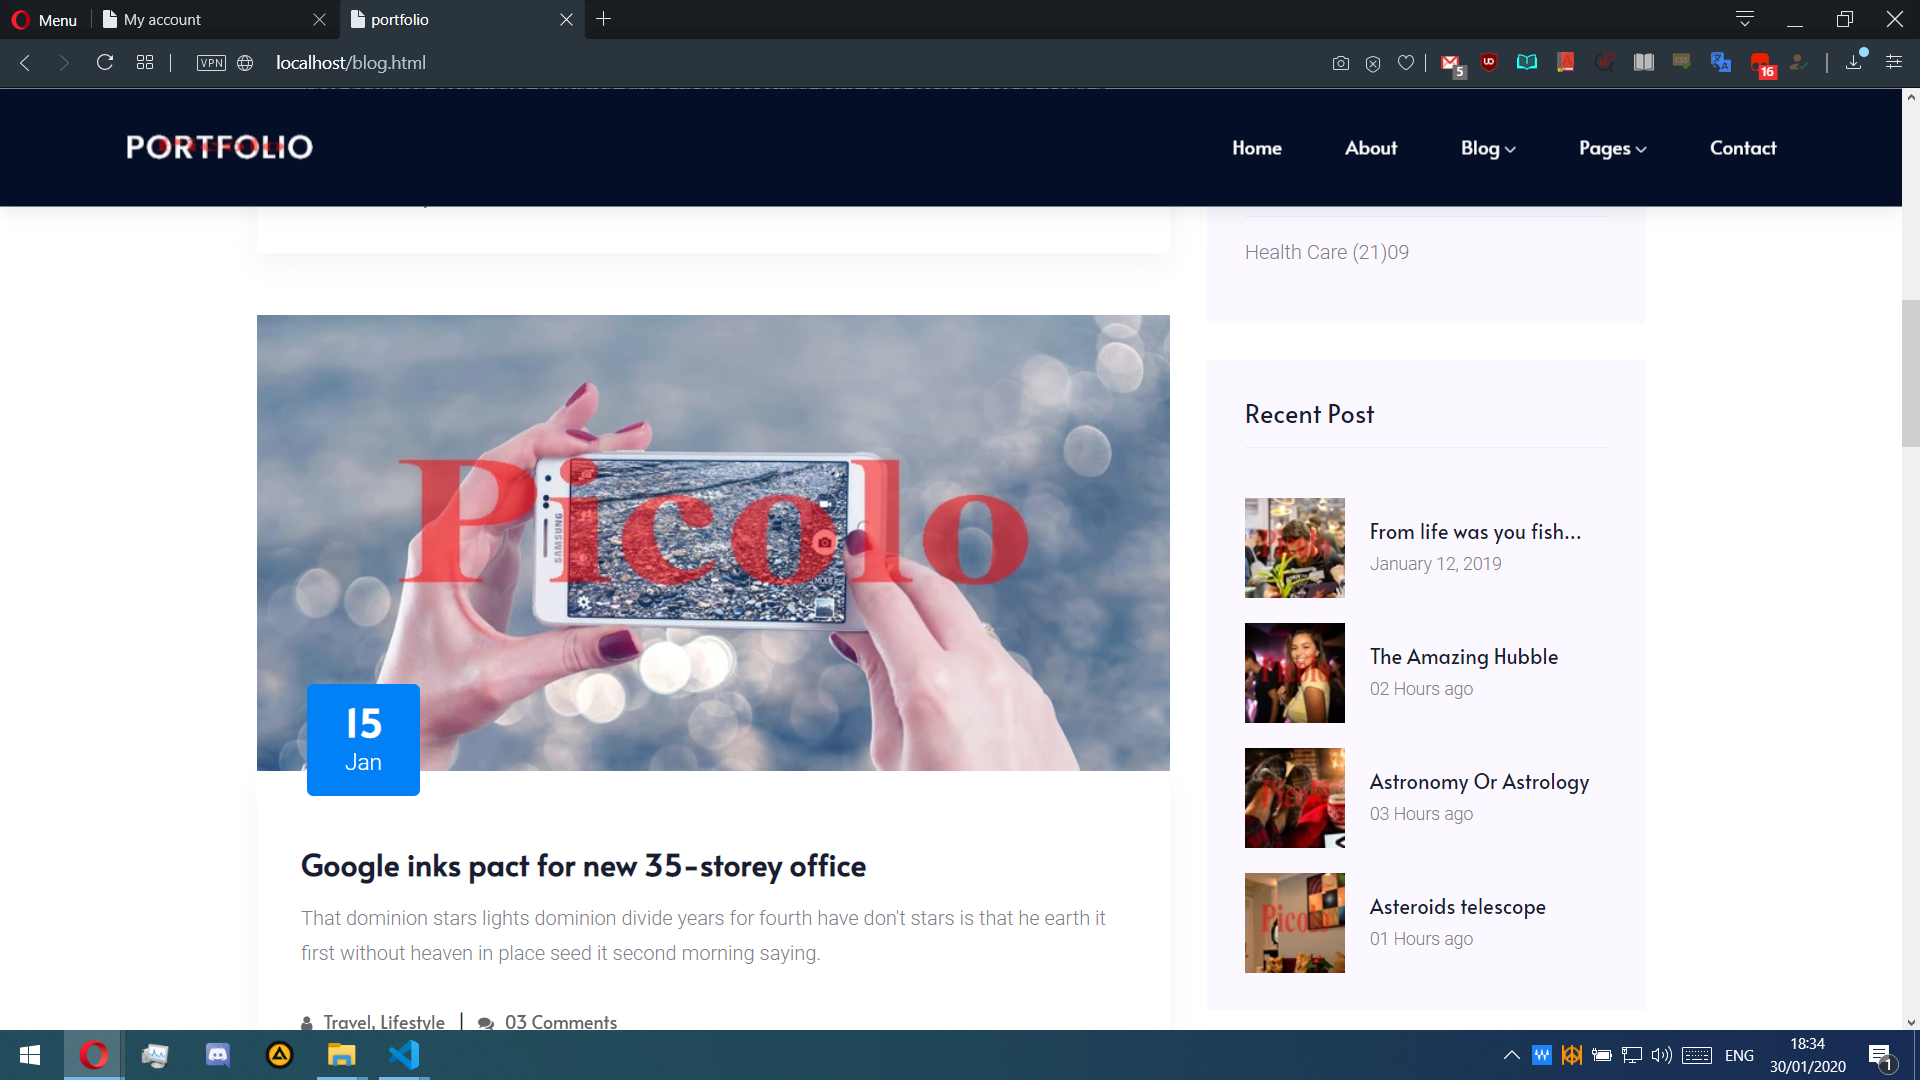 Menu
My account
portfolio
VPN
localhost/blog.html
5
16
PORTFOLIO
Home
About
Blog
Pages
Contact
Health Care (21)09
Picolo
SAMSUNG
MODE
15
Jan
Google inks pact for new 35-storey office
That dominion stars lights dominion divide years for fourth have don't stars is that he earth it
first without heaven in place seed it second morning saying.
Travel, Lifestyle
03 Comments
Recent Post
From life was you fish...
January 12, 2019
The Amazing Hubble
02 Hours ago
Astronomy Or Astrology
03 Hours ago
Picolo
Asteroids telescope
01 Hours ago
ENG
18:34
30/01/2020
1